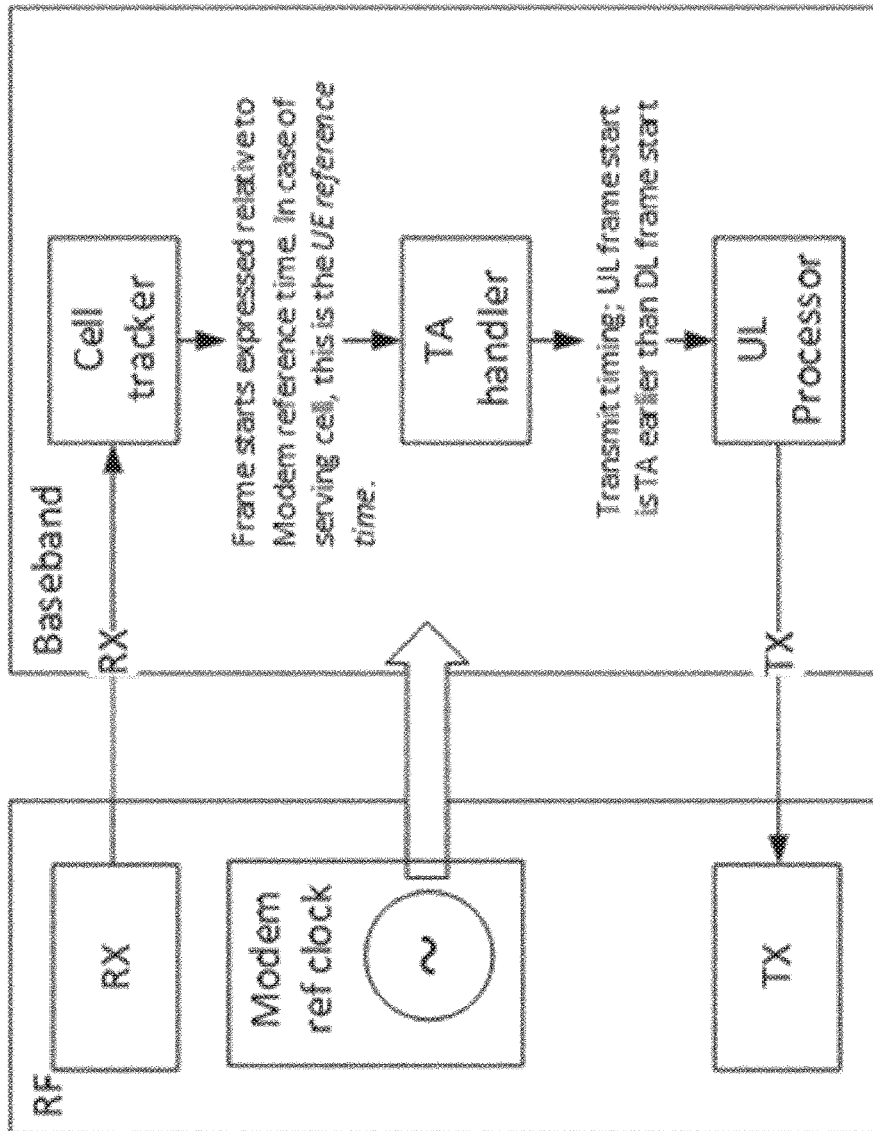 RF
RX
Modem
ref clock
~
TX
RX
TX
Baseband
Cell
tracker
Frame starts expressed relative to
Modem reference time. In case of
serving cell, this is the UE reference
time.
TA
handler
Transmit timing; UL frame start
is TA earlier than DL frame start
UL
Processor